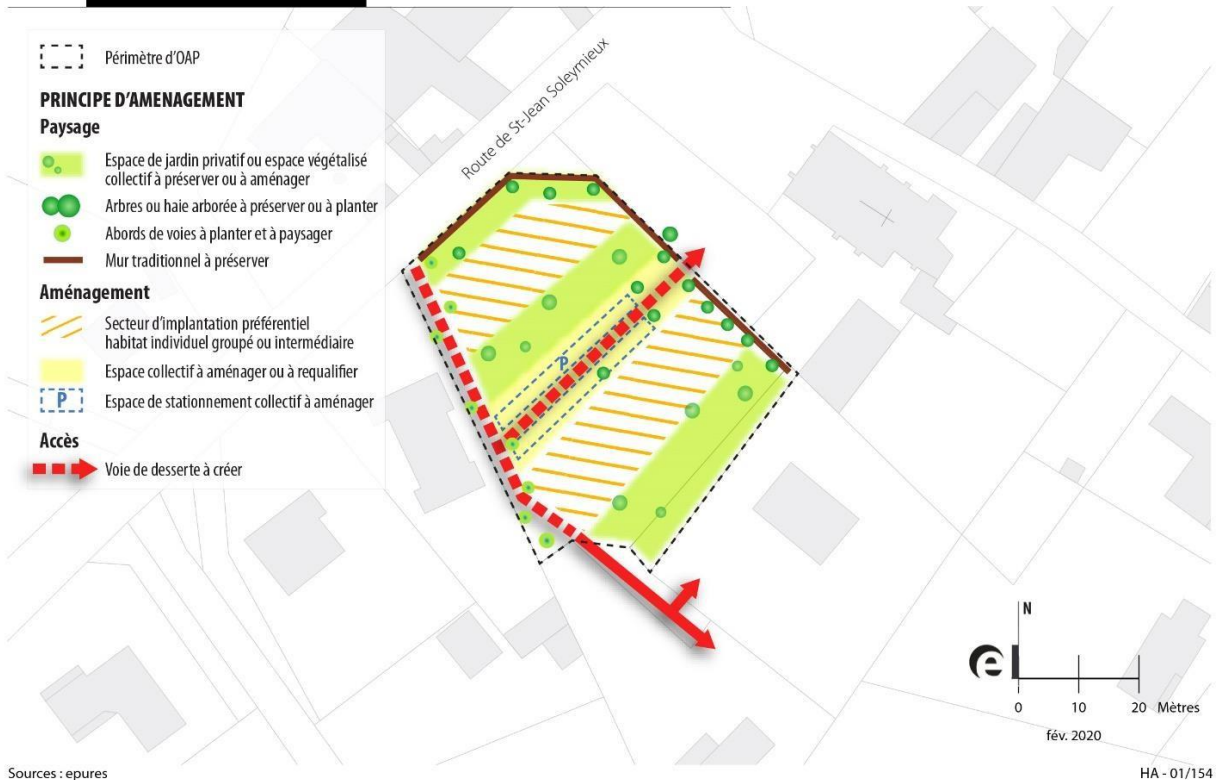 Périmètre d'OAP
PRINCIPE D'AMENAGEMENT
Paysage
Espace de jardin privatif ou espace végétalisé
collectif à préserver ou à aménager
Arbres ou haie arborée à préserver ou à planter
Abords de voies à planter et à paysager
Mur traditionnel à préserver
Aménagement
Secteur d'implantation préférentiel
habitat individuel groupé ou intermédiaire
Espace collectif à aménager ou à requalifier
P
Espace de stationnement collectif à aménager
Accès
Voie de desserte à créer
Route de St-Jean Soleymieux
P
N
e
0 10 20 Mètres
fév. 2020
Sources : epures
HA - 01/154